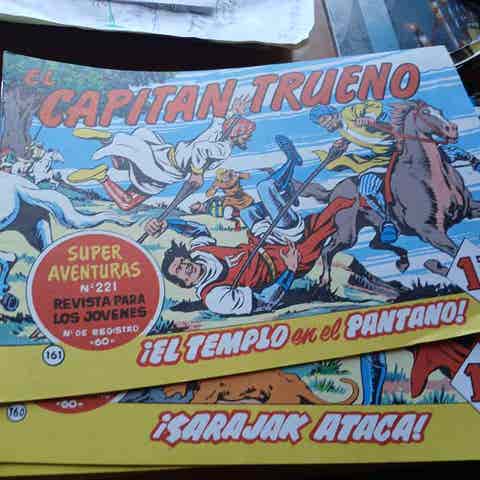 EL
CAPITAN TRUENO
SUPER
AVENTURAS
Nº 221
REVISTA PARA
LOS JOVENES
Nº DE REGISTRO
-60-
161
¡EL TEMPLO en el PANTANO!
160
-60-
¡SARAJAK ATACA!